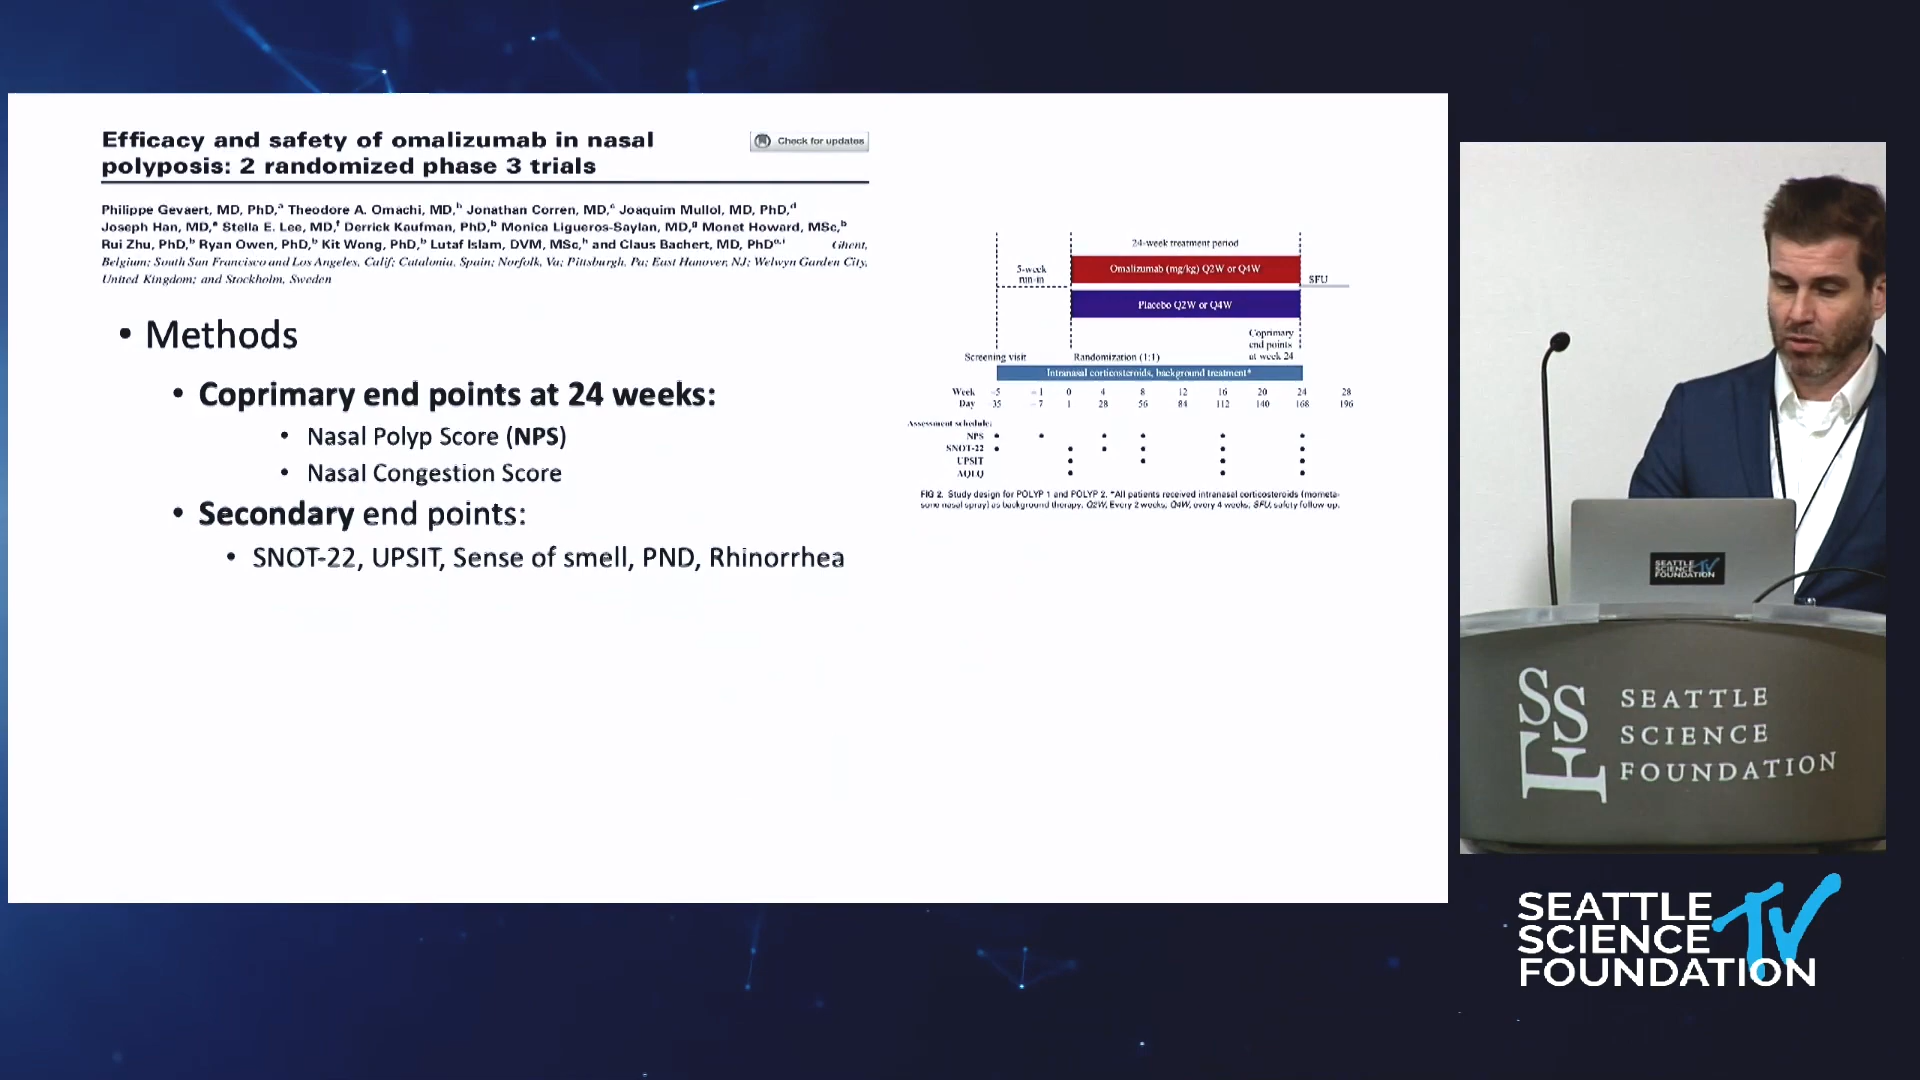 Efficacy and safety of omalizumab in nasal
polyposis: 2 randomized phase 3 trials
Check for updates
Philippe Gevaert, MD, PhD,ᵃ Theodore A. Omachi, MD,ᵇ Jonathan Corren, MD,ᶜ Joaquim Mullol, MD, PhD,ᵈ
Joseph Han, MD,ᵉ Stella E. Lee, MD,ᶠ Derrick Kaufman, PhD,ᵇ Monica Ligueros-Saylan, MD,ᵍ Monet Howard, MSc,ᵇ
Rui Zhu, PhD,ᵇ Ryan Owen, PhD,ᵇ Kit Wong, PhD,ᵇ Lutaf Islam, DVM, MSc,ʰ and Claus Bachert, MD, PhDᵃ,ⁱ Ghent,
Belgium; South San Francisco and Los Angeles, Calif; Catalonia, Spain; Norfolk, Va; Pittsburgh, Pa; East Hanover, NJ; Welwyn Garden City,
United Kingdom; and Stockholm, Sweden
• Methods
• Coprimary end points at 24 weeks:
• Nasal Polyp Score (NPS)
• Nasal Congestion Score
• Secondary end points:
• SNOT-22, UPSIT, Sense of smell, PND, Rhinorrhea
24-week treatment period
5-week
run-in
Omalizumab (mg/kg) Q2W or Q4W
SFU
Placebo Q2W or Q4W
Coprimary
end points
at week 24
Screening visit
Randomization (1:1)
Intranasal corticosteroids, background treatment*
Week -5 -1 0 4 8 12 16 20 24 28
Day -35 -7 1 28 56 84 112 140 168 196
Assessment schedule:
NPS
SNOT-22
UPSIT
AQLQ
FIG 2. Study design for POLYP 1 and POLYP 2. *All patients received intranasal corticosteroids (mometa-
sone nasal spray) as background therapy. Q2W, Every 2 weeks, Q4W, every 4 weeks, SFU, safety follow-up.
SEATTLE
SCIENCE TV
FOUNDATION
SSF
SEATTLE
SCIENCE
FOUNDATION
SEATTLE
SCIENCE TV
FOUNDATION